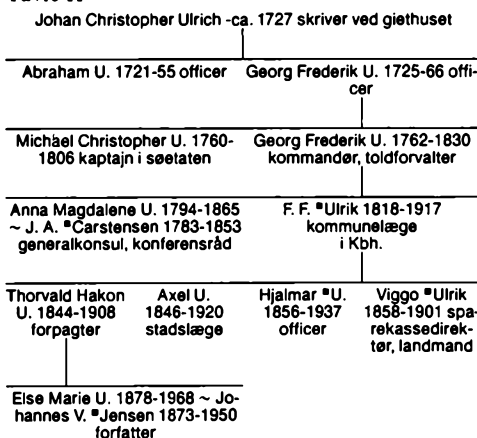 Johan Christopher Ulrich -ca. 1727 skriver ved giethuset
Abraham U. 1721-55 officer
Georg Frederik U. 1725-66 offi-
cer
Michael Christopher U. 1760-
1806 kaptajn i søetaten
Georg Frederik U. 1762-1830
kommandør, toldforvalter
Anna Magdalene U. 1794-1865
~ J. A. ▪Carstensen 1783-1853
generalkonsul, konferensråd
F. F. ▪Ulrik 1818-1917
kommunelæge
i Kbh.
Thorvald Hakon
U. 1844-1908
forpagter
Axel U.
1846-1920
stadslæge
Hjalmar ▪U.
1856-1937
officer
Viggo ▪Ulrik
1858-1901 spa-
rekassedirek-
tør, landmand
Else Marie U. 1878-1968 ~ Jo-
hannes V. ▪Jensen 1873-1950
forfatter